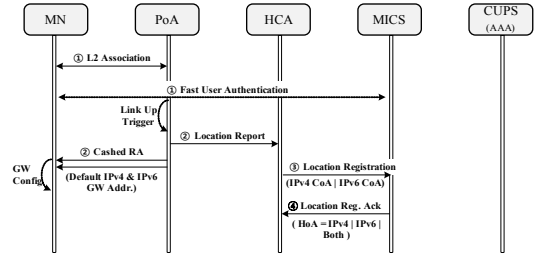 MN
PoA
HCA
MICS
CUPS
(AAA)
① L2 Association
① Fast User Authentication
Link Up
Trigger
② Location Report
② Cashed RA
(Default IPv4 & IPv6
GW Addr.)
GW
Config
③ Location Registration
(IPv4 CoA | IPv6 CoA)
④ Location Reg. Ack
( HoA = IPv4 | IPv6 |
Both )